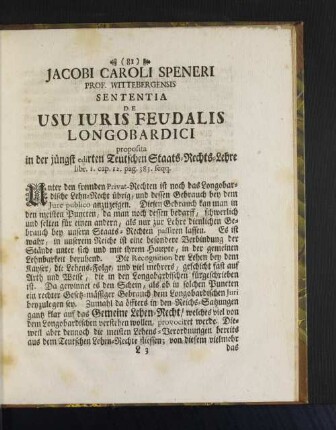 (81)
JACOBI CAROLI SPENERI
PROF. WITTEBERGENSIS
SENTENTIA
DE
USU IURIS FEUDALIS
LONGOBARDICI
proposita
in der jüngst edirten Teutschen Staats-Rechts-Lehre
libr. 1. cap. 12. pag. 383. seqq.
Unter den fremden Privat-Rechten ist noch das Longobar-
dische Lehn-Recht übrig, und dessen Gebrauch bey dem
Jure publico anzuzeigen. Diesen Gebrauch kan man in
den meisten Puncten, da man noch dessen bedarff, schwerlich
und selten für einen andern, als nur zur Lehre dienlichen Ge-
brauch bey unsern Staats-Rechten passiren lassen. Es ist
wahr, in unserem Reiche ist eine besondere Verbindung der
Stände unter sich und mit ihrem Haupte, in der gemeinen
Lehnbarkeit beruhend. Die Recognition der Lehen bey dem
Kayser, die Lehens-Folge, und viel mehrers, geschicht fast auf
Arth und Weise, die in den Longobardischen fürgeschrieben
ist. Da gewinnet es den Schein, als ob in solchen Puncten
ein rechter Gesetz-mäßiger Gebrauch dem Longobardischen Juri
beyzulegen sey. Zumahl da öffters in den Reichs-Satzungen
gantz klar auf das Gemeine Lehen-Recht, welches viel von
dem Longobardischen verstehen wollen, provociret werde. Die-
weil aber dennoch die meisten Lehens-Verordnungen bereits
aus dem Teutschen Lehen-Rechte fliessen; von diesem vielmehr
L 3
das